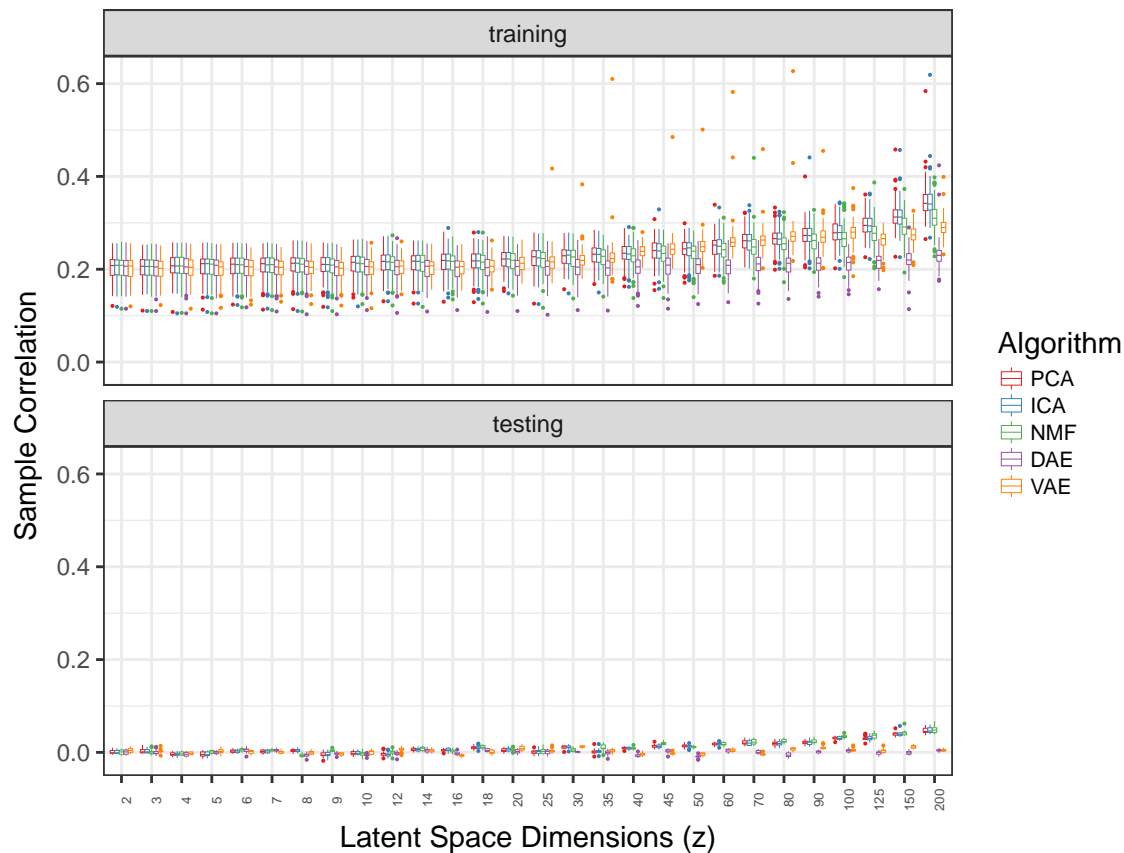 training
0.6
0.4
0.2
0.0
testing
0.6
0.4
0.2
0.0
Sample Correlation
2 3 4 5 6 7 8 9 10 12 14 16 18 20 25 30 35 40 45 50 60 70 80 90 100 125 150 200
Latent Space Dimensions (z)
Algorithm
PCA
ICA
NMF
DAE
VAE